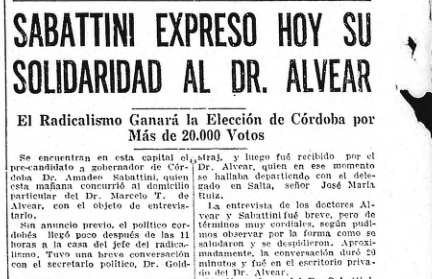 SABATTINI EXPRESO HOY SU
SOLIDARIDAD AL DR. ALVEAR
El Radicalismo Ganará la Elección de Córdoba por
Más de 20.000 Votos
Se encuentran en esta capital el
pre-candidato a gobernador de Cór-
doba Dr. Amadeo Sabattini, quien
esta mañana concurrió al domicilio
particular del Dr. Marcelo T. de
Alvear, con el objeto de entrevis-
tarlo.
Sin anuncio previo, el político cor-
dobés llegó poco después de las 11
horas a la casa del jefe del radica-
lismo. Tuvo una breve conversación
con el secretario político, Dr. Gold-
straj, y luego fué recibido por el
Dr. Alvear, quien en ese momento
se hallaba departiendo con el dele-
gado en Salta, señor José María
Ruiz.
La entrevista de los doctores Al-
vear y Sabattini fué breve, pero de
términos muy cordiales, según pudi-
mos observar por la forma como se
saludaron y se despidieron. Aproxi-
madamente, la conversación duró 20
minutos y fué en el escritorio priva-
do del Dr. Alvear.